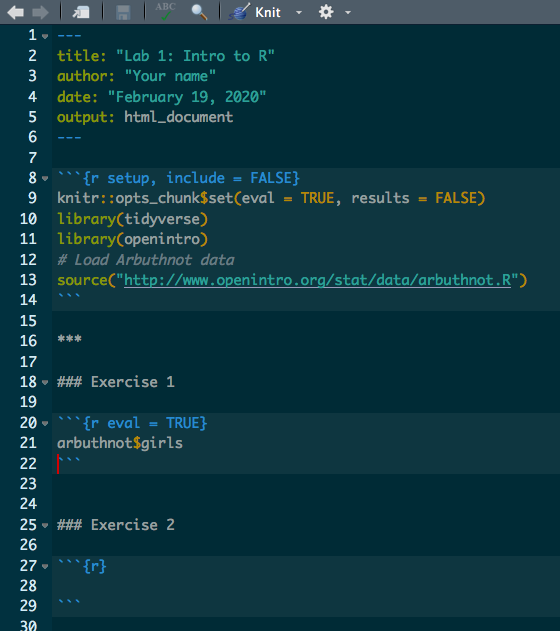 ABC
Knit
1 ---
2 title: "Lab 1: Intro to R"
3 author: "Your name"
4 date: "February 19, 2020"
5 output: html_document
6 ---
7
8 ```{r setup, include = FALSE}
9 knitr::opts_chunk$set(eval = TRUE, results = FALSE)
10 library(tidyverse)
11 library(openintro)
12 # Load Arbuthnot data
13 source("http://www.openintro.org/stat/data/arbuthnot.R")
14 ```
15
16 ***
17
18 ### Exercise 1
19
20 ```{r eval = TRUE}
21 arbuthnot$girls
22 ```
23
24
25 ### Exercise 2
26
27 ```{r}
28
29 ```
30